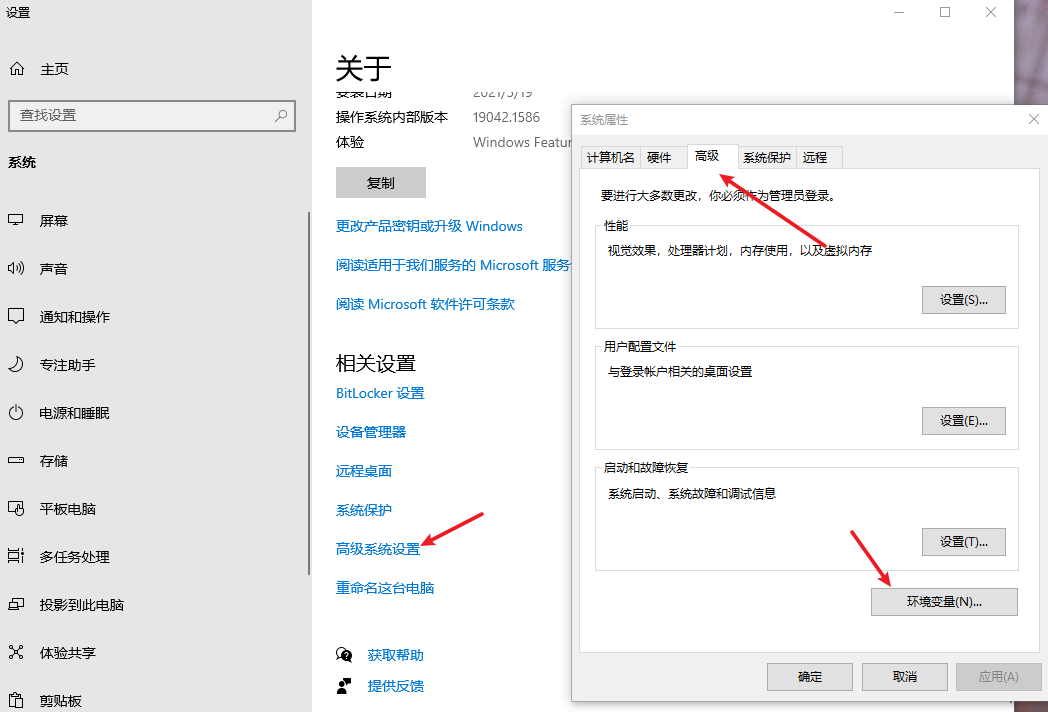 设置
主页
查找设置
系统
屏幕
声音
通知和操作
专注助手
电源和睡眠
存储
平板电脑
多任务处理
投影到此电脑
体验共享
剪贴板
关于
安装日期 2021/3/19
操作系统内部版本 19042.1586
体验 Windows Featur
复制
更改产品密钥或升级 Windows
阅读适用于我们服务的 Microsoft 服务
阅读 Microsoft 软件许可条款
相关设置
BitLocker 设置
设备管理器
远程桌面
系统保护
高级系统设置
重命名这台电脑
获取帮助
提供反馈
系统属性
计算机名 硬件 高级 系统保护 远程
要进行大多数更改，你必须作为管理员登录。
性能
视觉效果，处理器计划，内存使用，以及虚拟内存
设置(S)...
用户配置文件
与登录帐户相关的桌面设置
设置(E)...
启动和故障恢复
系统启动、系统故障和调试信息
设置(T)...
环境变量(N)...
确定 取消 应用(A)